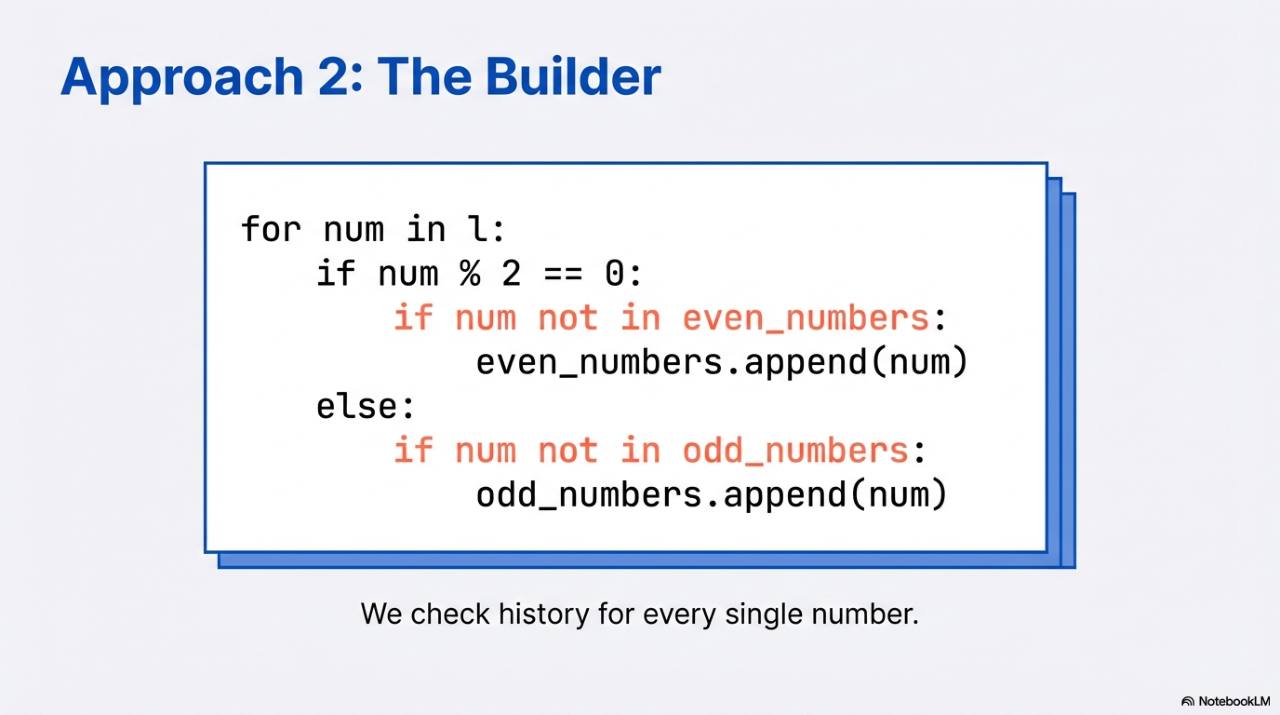 Approach 2: The Builder
for num in l:
    if num % 2 == 0:
        if num not in even_numbers:
            even_numbers.append(num)
    else:
        if num not in odd_numbers:
            odd_numbers.append(num)
We check history for every single number.
NotebookLM